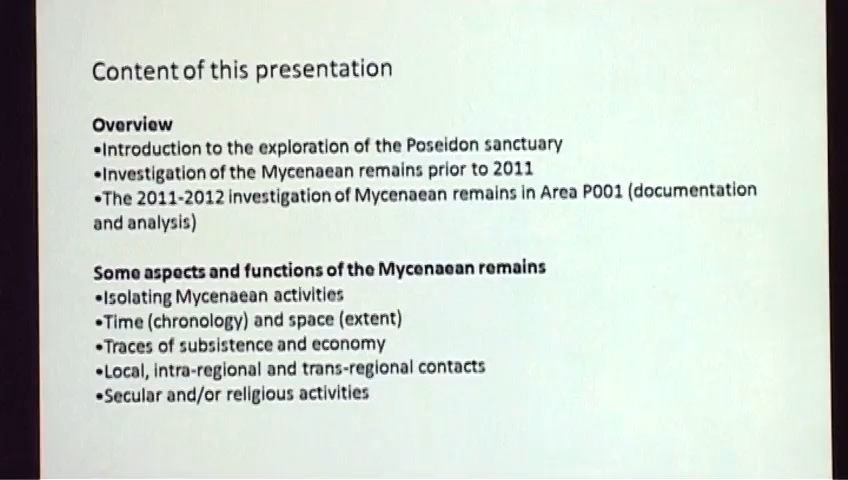 Content of this presentation
Overview
•Introduction to the exploration of the Poseidon sanctuary
•Investigation of the Mycenaean remains prior to 2011
•The 2011-2012 investigation of Mycenaean remains in Area P001 (documentation
and analysis)
Some aspects and functions of the Mycenaean remains
•Isolating Mycenaean activities
•Time (chronology) and space (extent)
•Traces of subsistence and economy
•Local, intra-regional and trans-regional contacts
•Secular and/or religious activities